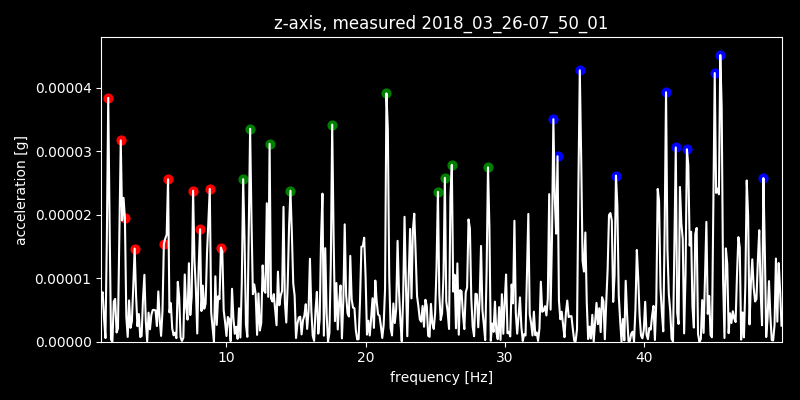 z-axis, measured 2018_03_26-07_50_01
acceleration [g]
0.00004
0.00003
0.00002
0.00001
0.00000
10 20 30 40
frequency [Hz]